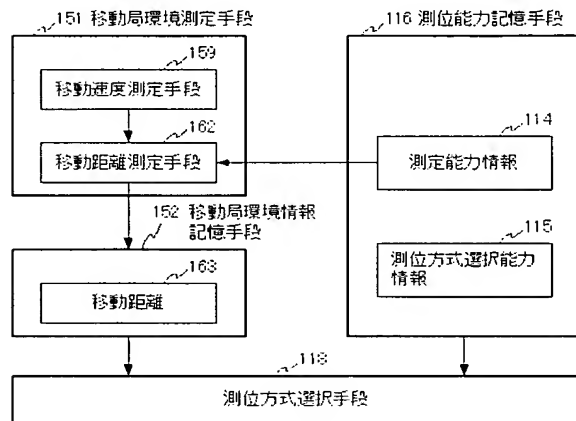 151 移動局環境測定手段
159
移動速度測定手段
162
移動距離測定手段
152 移動局環境情報
記憶手段
163
移動距離
116 測位能力記憶手段
114
測定能力情報
115
測位方式選択能力
情報
118
測位方式選択手段